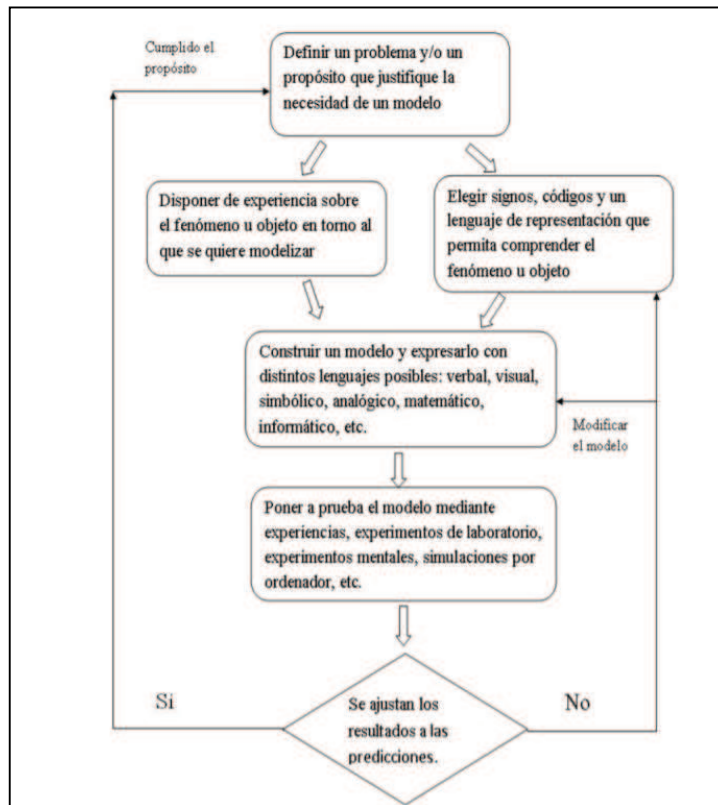 Cumplido el
propósito
Definir un problema y/o un
propósito que justifique la
necesidad de un modelo
Disponer de experiencia sobre
el fenómeno u objeto en torno al
que se quiere modelizar
Elegir signos, códigos y un
lenguaje de representación que
permita comprender el
fenómeno u objeto
Construir un modelo y expresarlo con
distintos lenguajes posibles: verbal, visual,
simbólico, analógico, matemático,
informático, etc.
Modificar
el modelo
Poner a prueba el modelo mediante
experiencias, experimentos de laboratorio,
experimentos mentales, simulaciones por
ordenador, etc.
Si
No
Se ajustan los
resultados a las
predicciones.